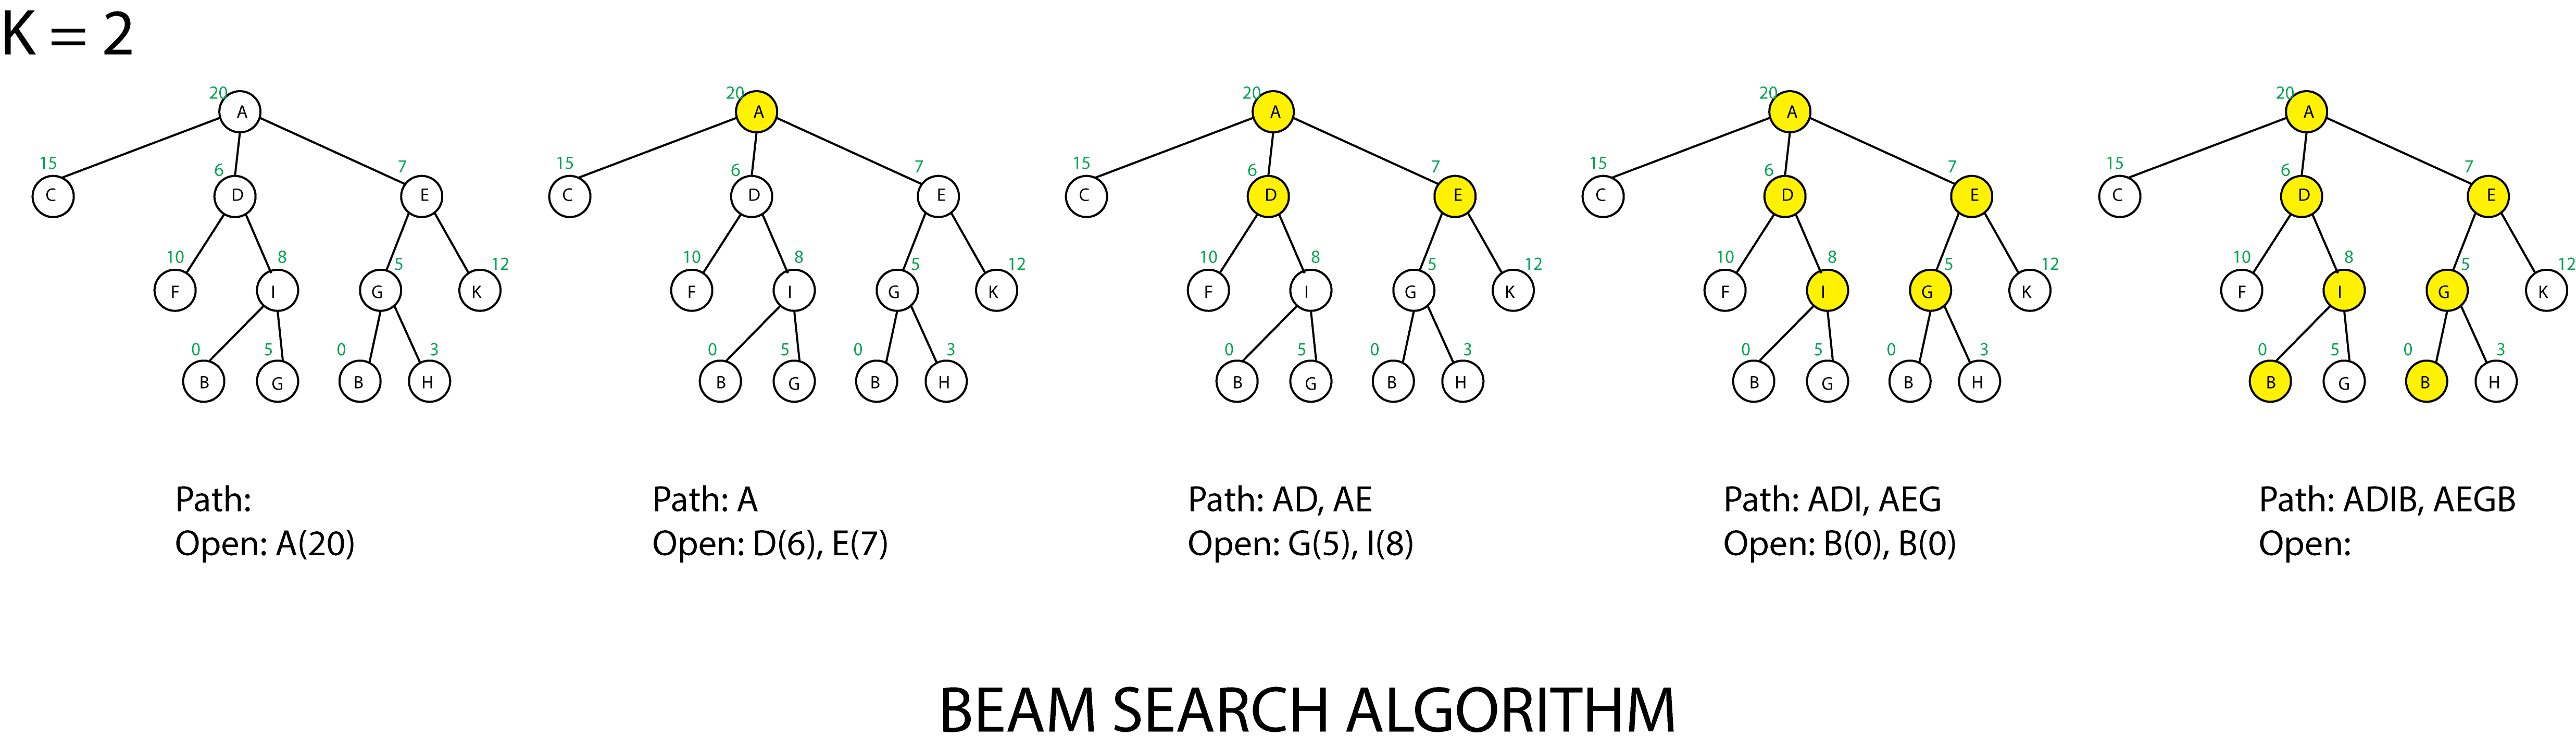 K = 2
20 A 20 A 20 A 20 A 20 A
15 6 7 15 6 7 15 6 7 15 6 7 15 6 7
C D E C D E C D E C D E C D E
10 8 5 12 10 8 5 12 10 8 5 12 10 8 5 12 10 8 5 12
F I G K F I G K F I G K F I G K F I G K
0 5 0 3 0 5 0 3 0 5 0 3 0 5 0 3 0 5 0 3
B G B H B G B H B G B H B G B H B G B H
Path:
Open: A(20)
Path: A
Open: D(6), E(7)
Path: AD, AE
Open: G(5), I(8)
Path: ADI, AEG
Open: B(0), B(0)
Path: ADIB, AEGB
Open:
BEAM SEARCH ALGORITHM